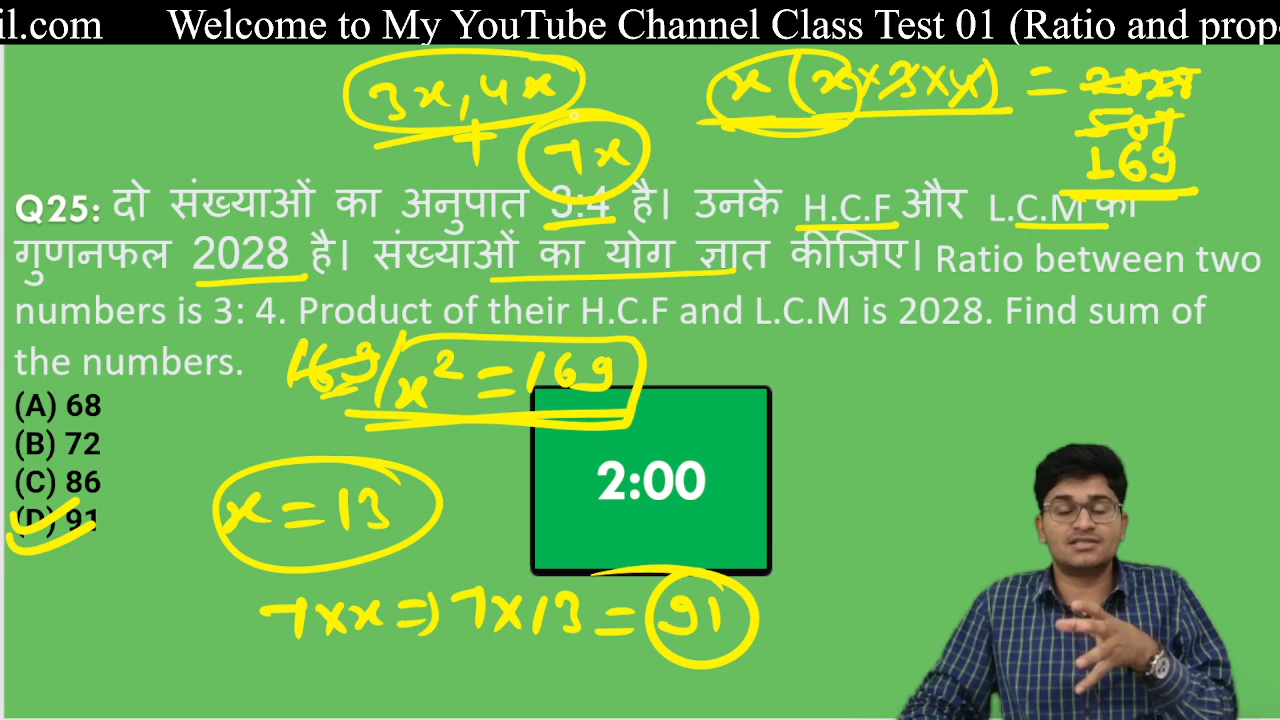 il.com Welcome to My YouTube Channel Class Test 01 (Ratio and prop
3x, 4x
x (x×3×4) = 2028
+
507
7x
169
Q25: दो संख्याओं का अनुपात 3:4 है। उनके H.C.F और L.C.M का
गुणनफल 2028 है। संख्याओं का योग ज्ञात कीजिए। Ratio between two
numbers is 3: 4. Product of their H.C.F and L.C.M is 2028. Find sum of
the numbers.
x² = 169
(A) 68
(B) 72
(C) 86
(D) 91
2:00
x = 13
7×x ⇒ 7×13 = 91